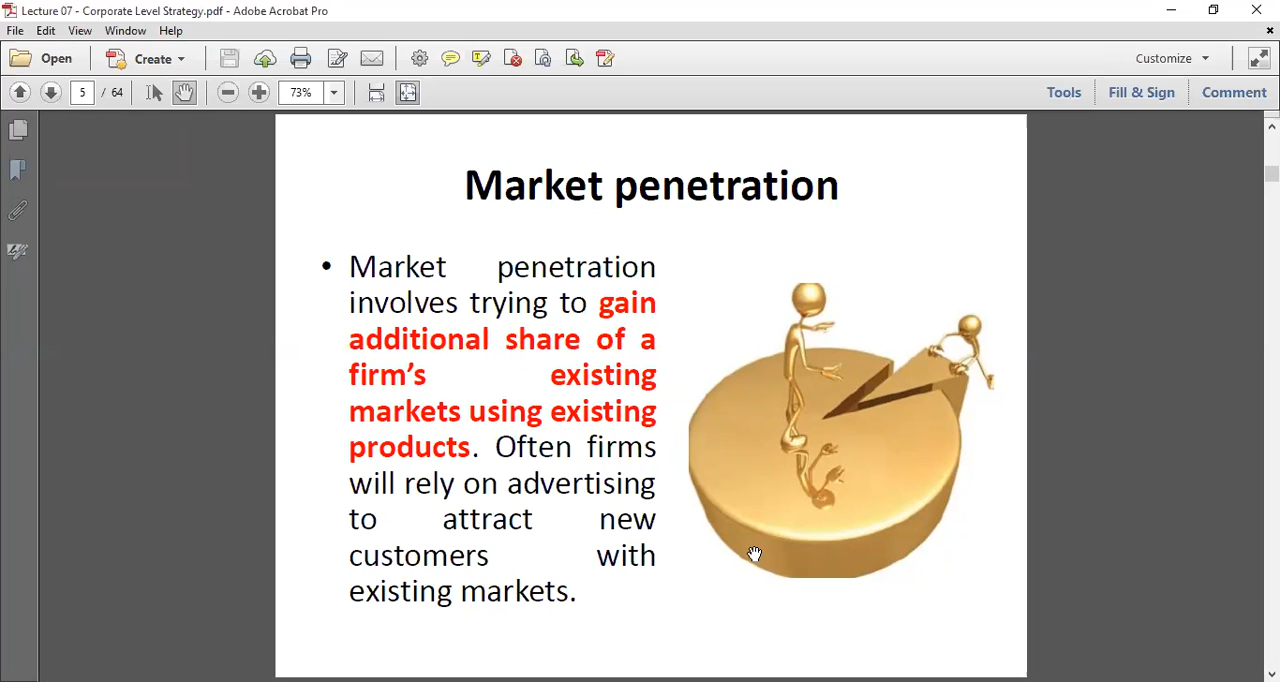 Lecture 07 - Corporate Level Strategy.pdf - Adobe Acrobat Pro
File Edit View Window Help
Open Create Customize
5 / 64 73% Tools Fill & Sign Comment
Market penetration
• Market penetration
involves trying to gain
additional share of a
firm’s existing
markets using existing
products. Often firms
will rely on advertising
to attract new
customers with
existing markets.